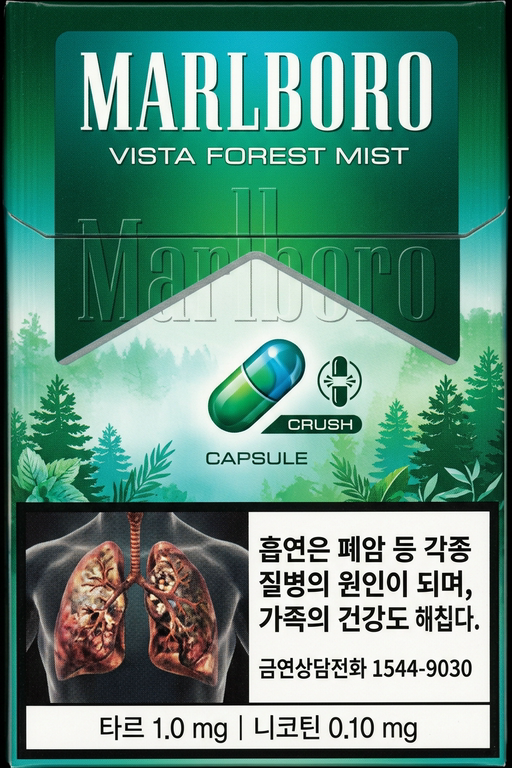 MARLBORO
VISTA FOREST MIST
Marlboro
CRUSH
CAPSULE
흡연은 폐암 등 각종
질병의 원인이 되며,
가족의 건강도 해칩다.
금연상담전화 1544-9030
타르 1.0 mg | 니코틴 0.10 mg